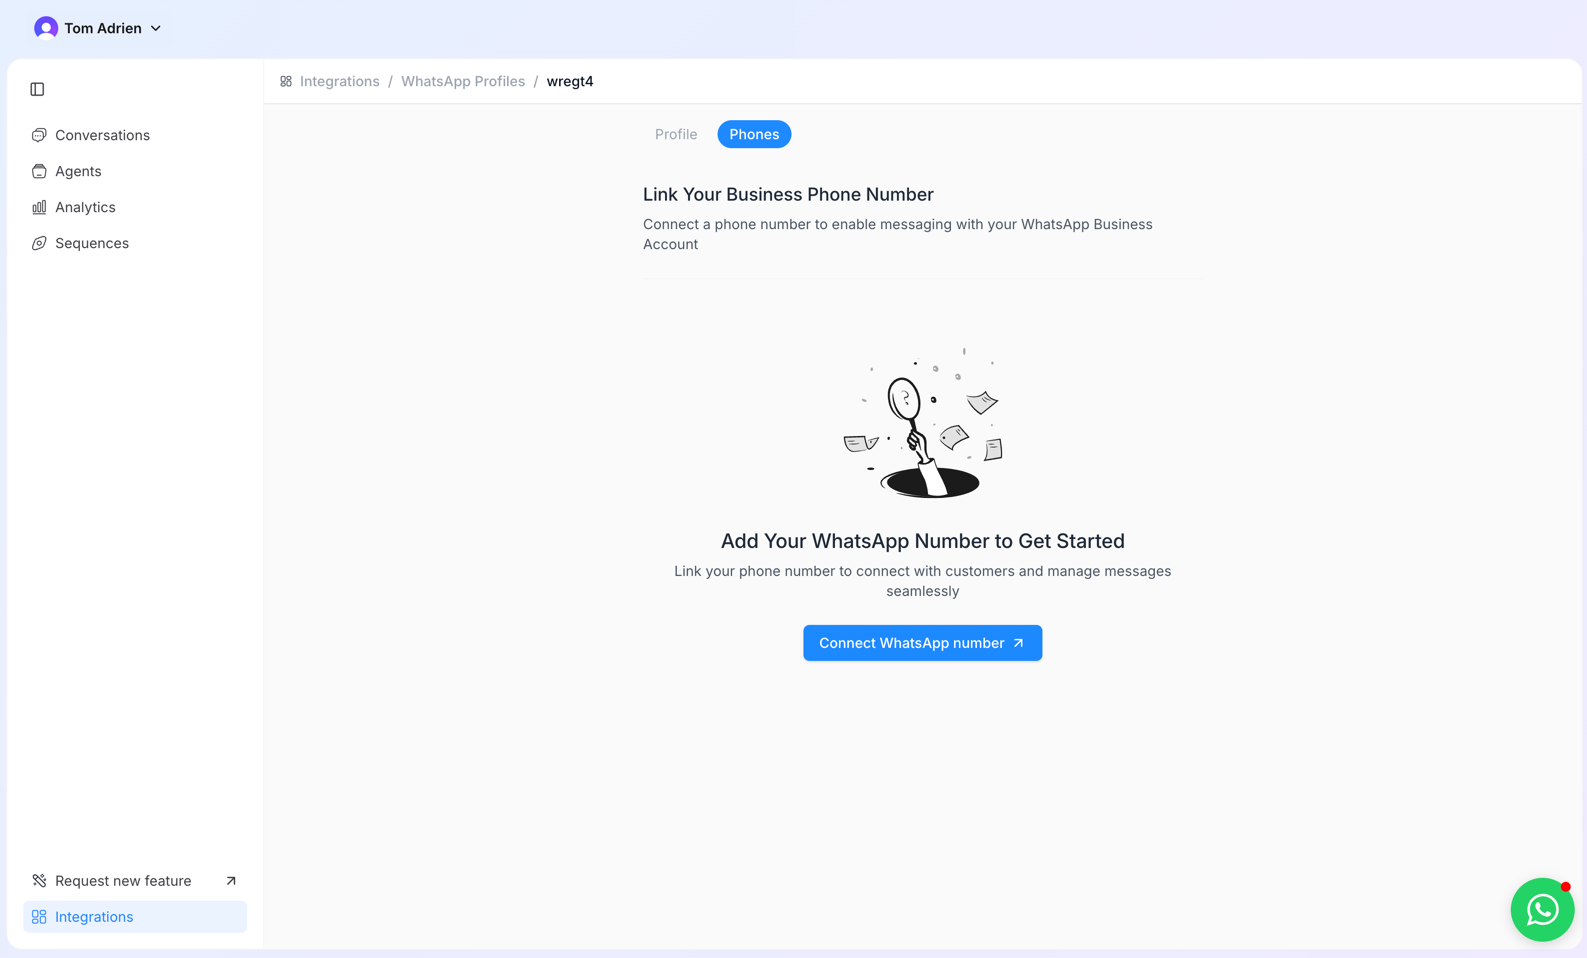 Tom Adrien
Integrations / WhatsApp Profiles / wregt4
Conversations
Agents
Analytics
Sequences
Request new feature
Integrations
Profile
Phones
Link Your Business Phone Number
Connect a phone number to enable messaging with your WhatsApp Business
Account
?
Add Your WhatsApp Number to Get Started
Link your phone number to connect with customers and manage messages
seamlessly
Connect WhatsApp number